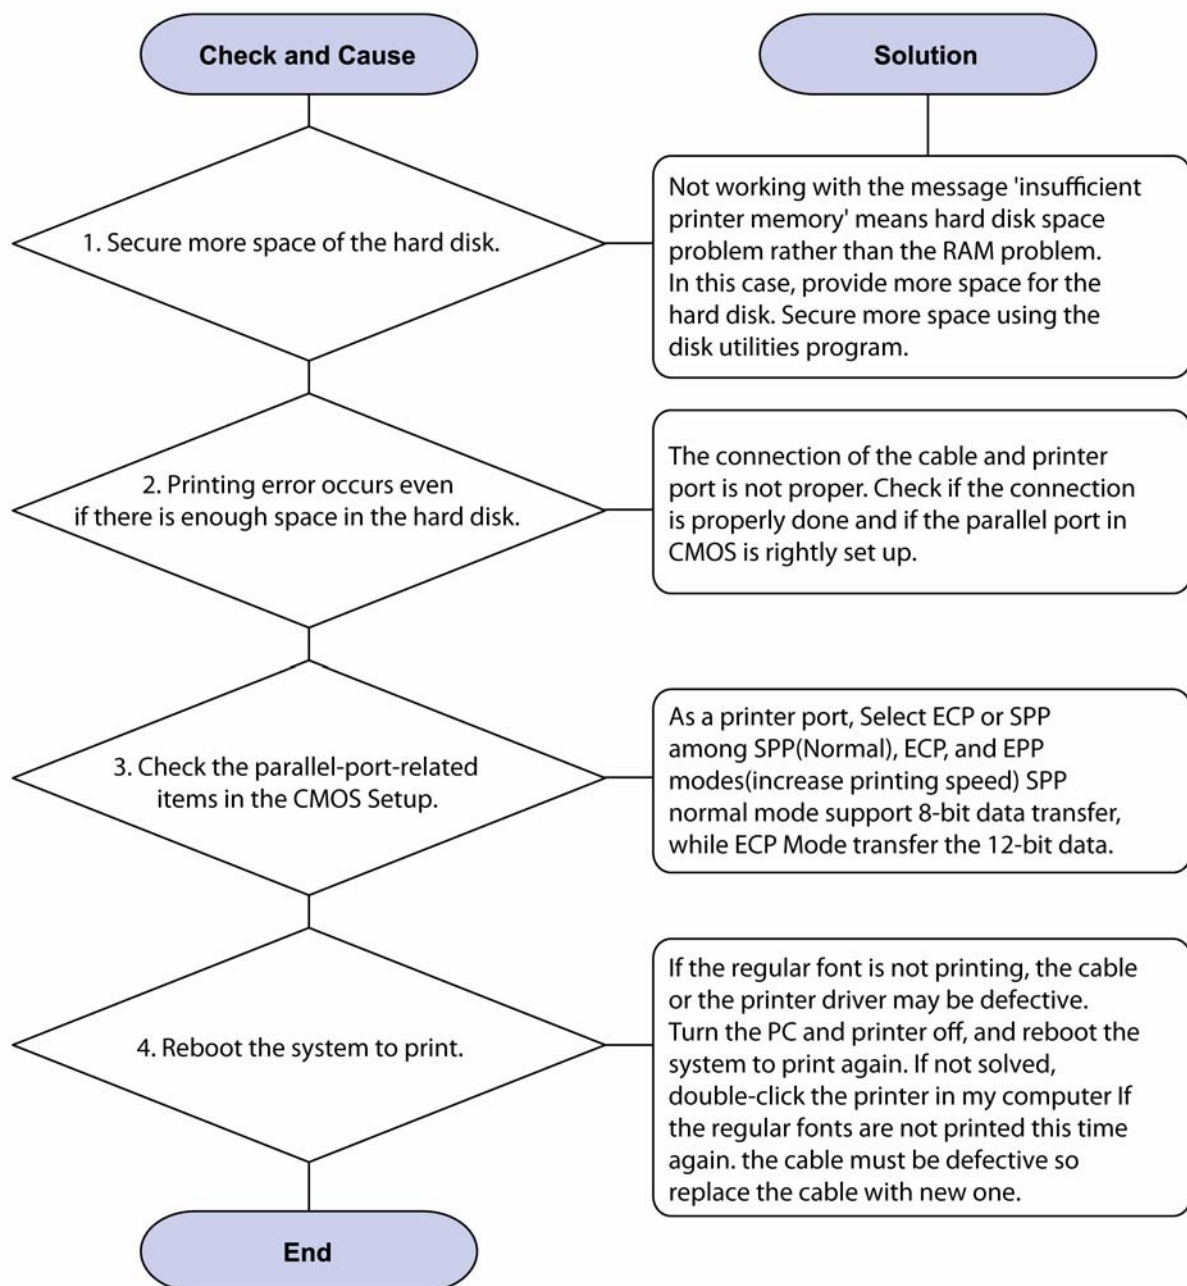 Check and Cause
Solution
1. Secure more space of the hard disk.
Not working with the message 'insufficient
printer memory' means hard disk space
problem rather than the RAM problem.
In this case, provide more space for the
hard disk. Secure more space using the
disk utilities program.
2. Printing error occurs even
if there is enough space in the hard disk.
The connection of the cable and printer
port is not proper. Check if the connection
is properly done and if the parallel port in
CMOS is rightly set up.
3. Check the parallel-port-related
items in the CMOS Setup.
As a printer port, Select ECP or SPP
among SPP(Normal), ECP, and EPP
modes(increase printing speed) SPP
normal mode support 8-bit data transfer,
while ECP Mode transfer the 12-bit data.
4. Reboot the system to print.
If the regular font is not printing, the cable
or the printer driver may be defective.
Turn the PC and printer off, and reboot the
system to print again. If not solved,
double-click the printer in my computer If
the regular fonts are not printed this time
again. the cable must be defective so
replace the cable with new one.
End